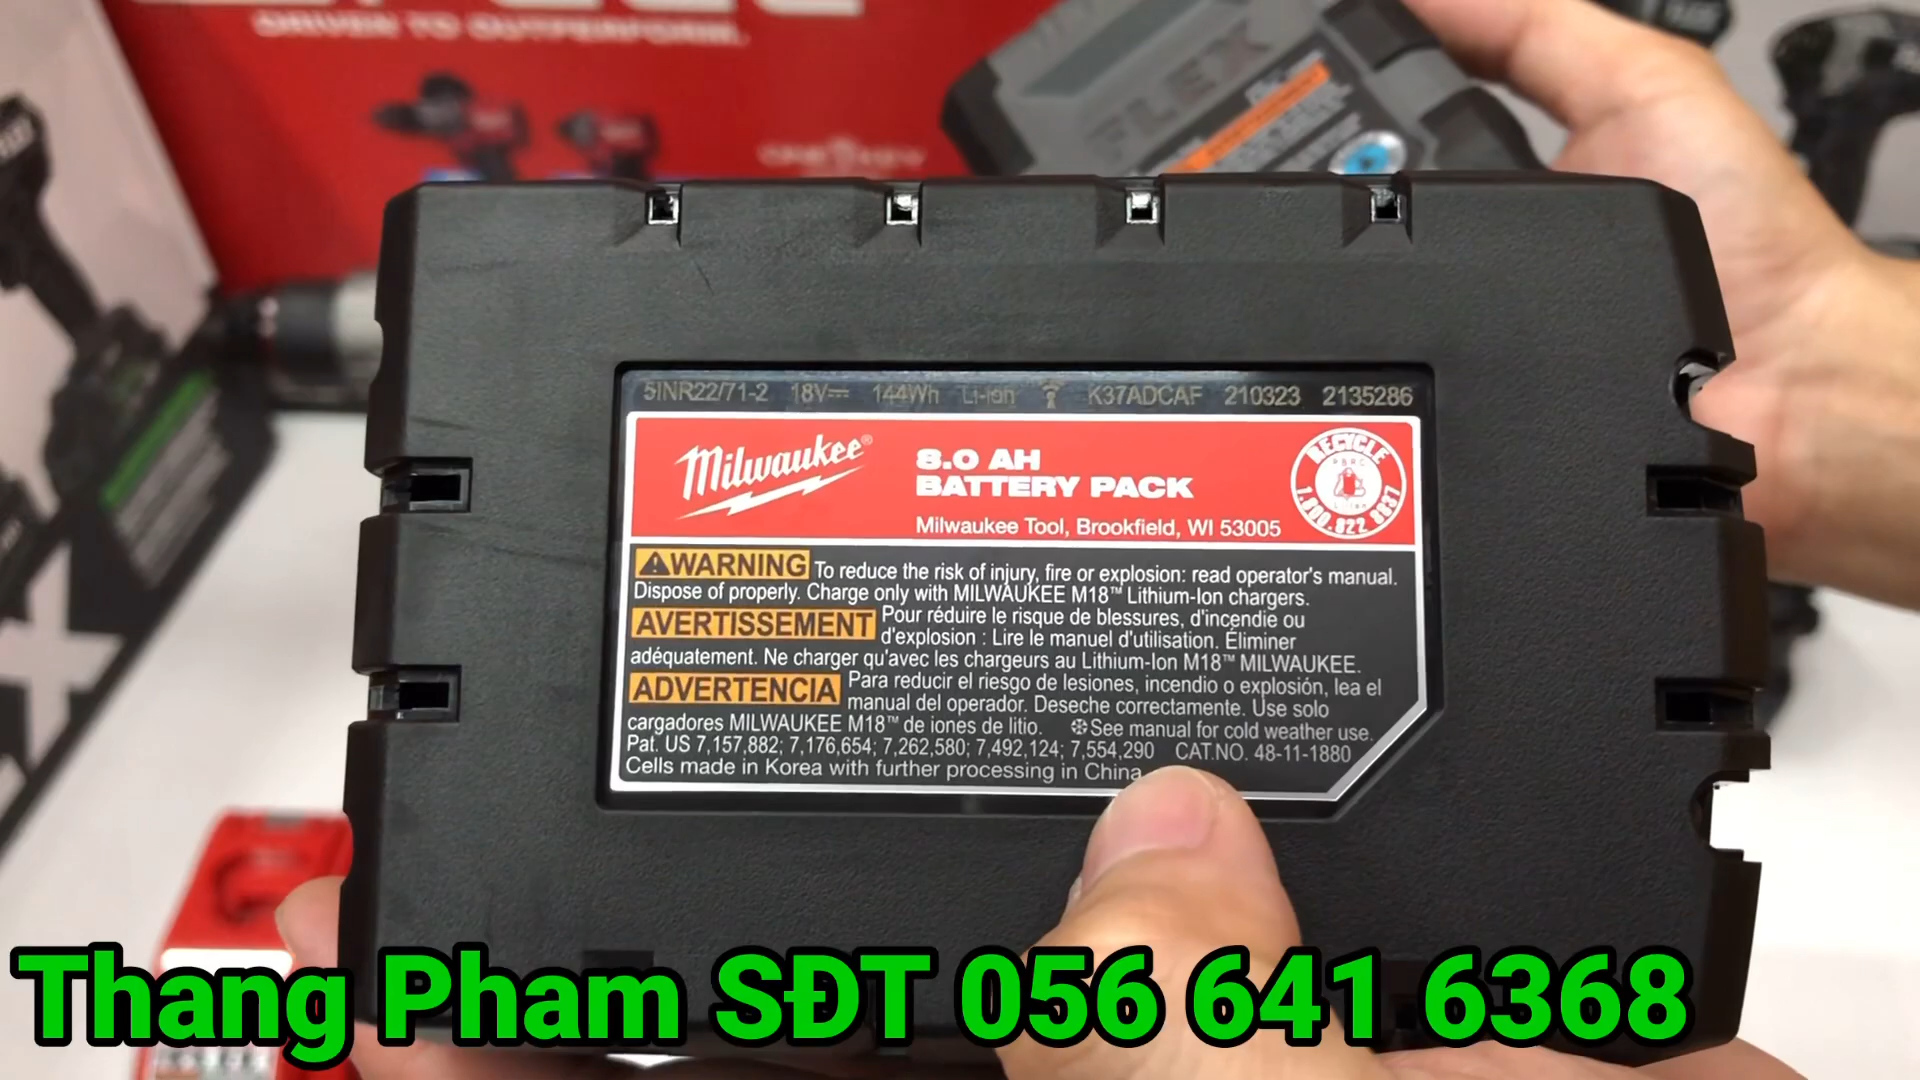 DRIVEN TO OUTPERFORM.
FLEX
5INR22/71-2 18V 144Wh Li-ion K37ADCAF 210323 2135286
Milwaukee®
8.0 AH
BATTERY PACK
Milwaukee Tool, Brookfield, WI 53005
RECYCLE
1.800.822.8837
WARNING To reduce the risk of injury, fire or explosion: read operator's manual.
Dispose of properly. Charge only with MILWAUKEE M18™ Lithium-Ion chargers.
AVERTISSEMENT Pour réduire le risque de blessures, d'incendie ou
d'explosion : Lire le manuel d'utilisation. Éliminer
adéquatement. Ne charger qu'avec les chargeurs au Lithium-Ion M18™ MILWAUKEE.
ADVERTENCIA Para reducir el riesgo de lesiones, incendio o explosión, lea el
manual del operador. Deseche correctamente. Use solo
cargadores MILWAUKEE M18™ de iones de litio. See manual for cold weather use.
Pat. US 7,157,882; 7,176,654; 7,262,580; 7,492,124; 7,554,290 CAT.NO. 48-11-1880
Cells made in Korea with further processing in China
Thang Pham SĐT 056 641 6368